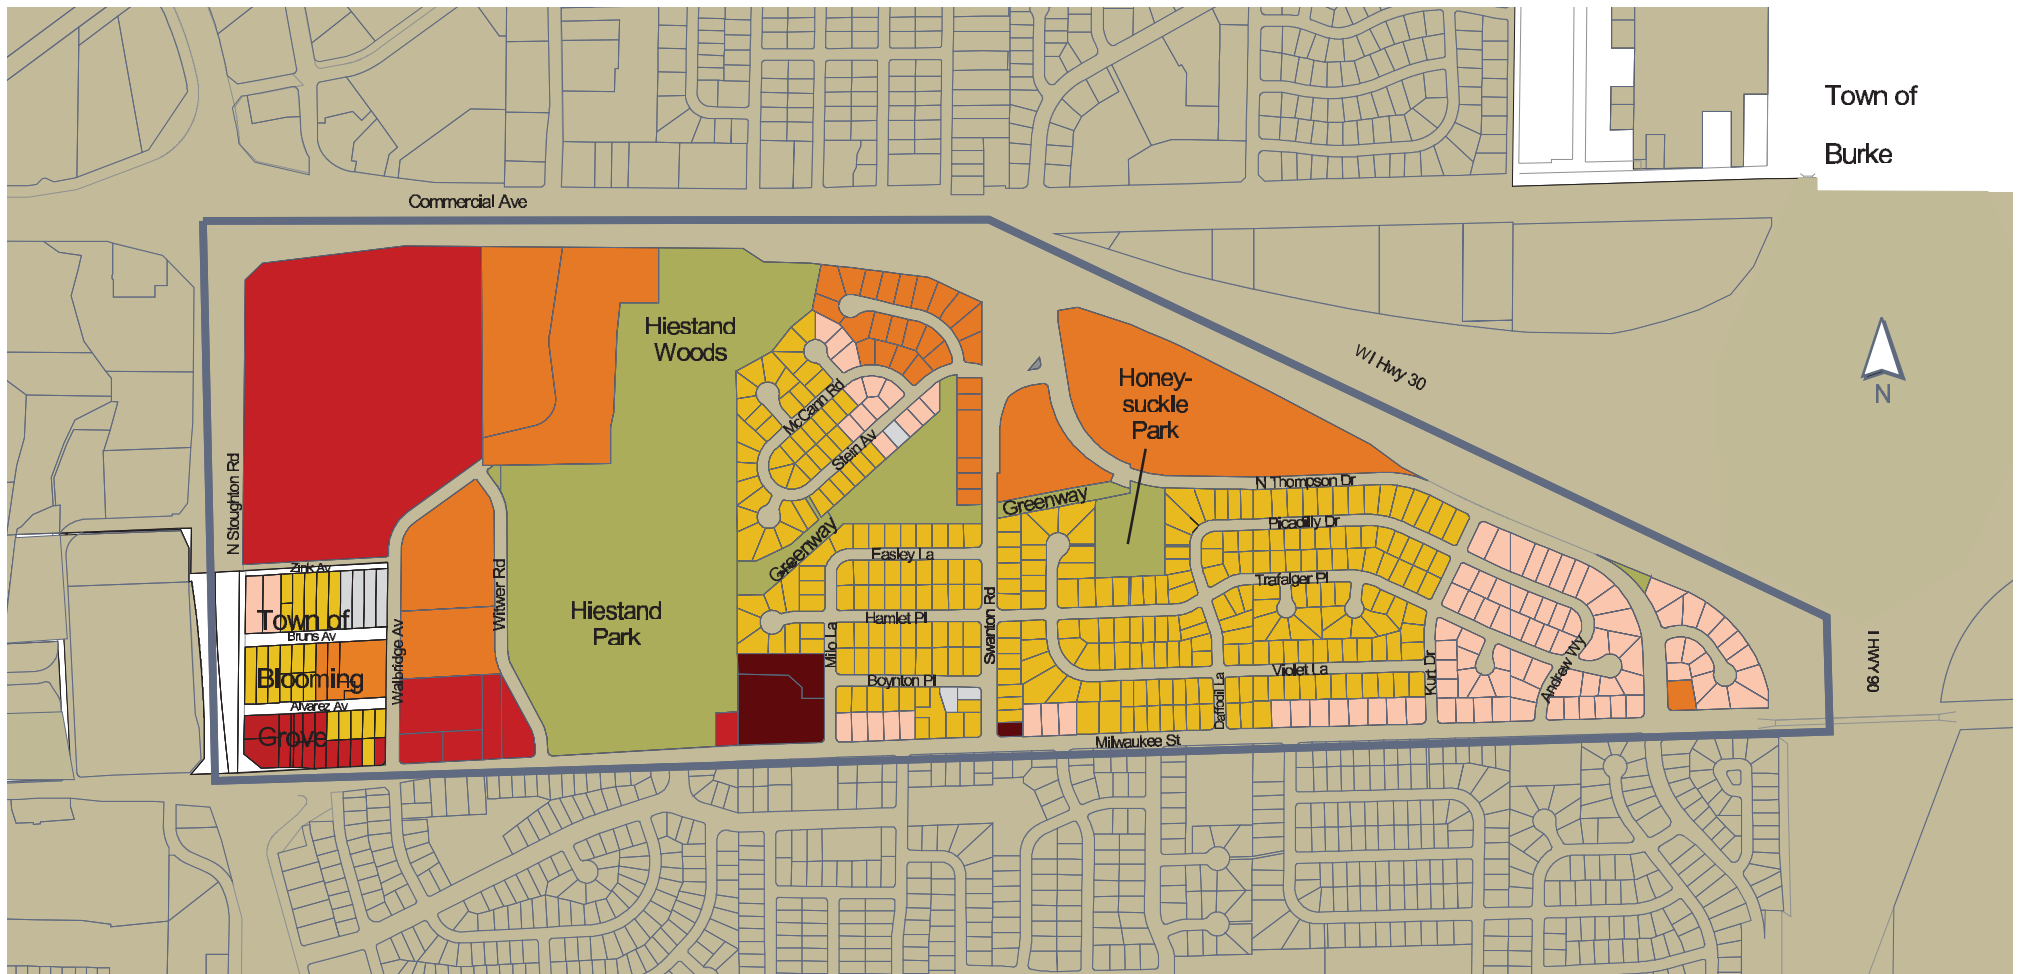 Town of
Burke
Commercial Ave
Hiestand
Woods
WI Hwy 30
N
Honey-
suckle
Park
McCann Rd
Stein Av
N Stoughton Rd
Greenway
N Thompson Dr
Picadilly Dr
Greenway
Easley La
Zink Av
Trafalger Pl
Witwer Rd
Hiestand
Park
Swanton Rd
Hamlet Pl
Town of
Bruns Av
Milo La
Walbridge Av
I HWY 90
Blooming
Boynton Pl
Violet La
Kurt Dr
Andrew Wy
Alvarez Av
Daffodil La
Grove
Milwaukee St